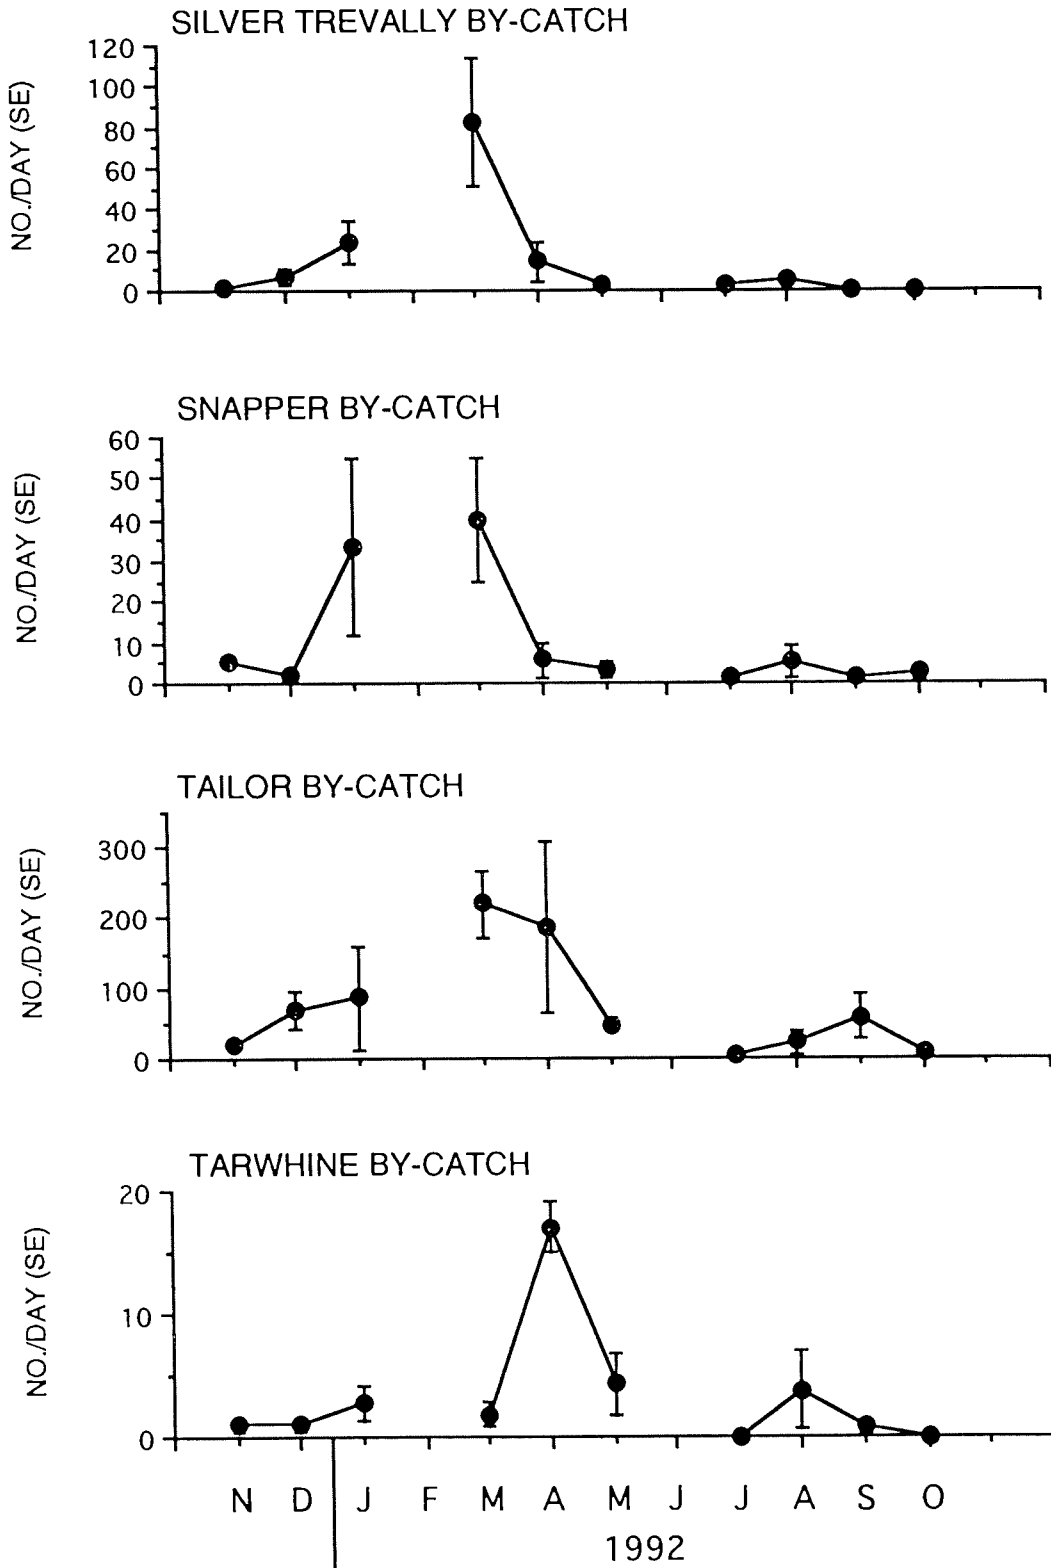 SILVER TREVALLY BY-CATCH
NO./DAY (SE)
120
100
80
60
40
20
0
SNAPPER BY-CATCH
NO./DAY (SE)
60
50
40
30
20
10
0
TAILOR BY-CATCH
NO./DAY (SE)
300
200
100
0
TARWHINE BY-CATCH
NO./DAY (SE)
20
10
0
N D J F M A M J J A S O
1992